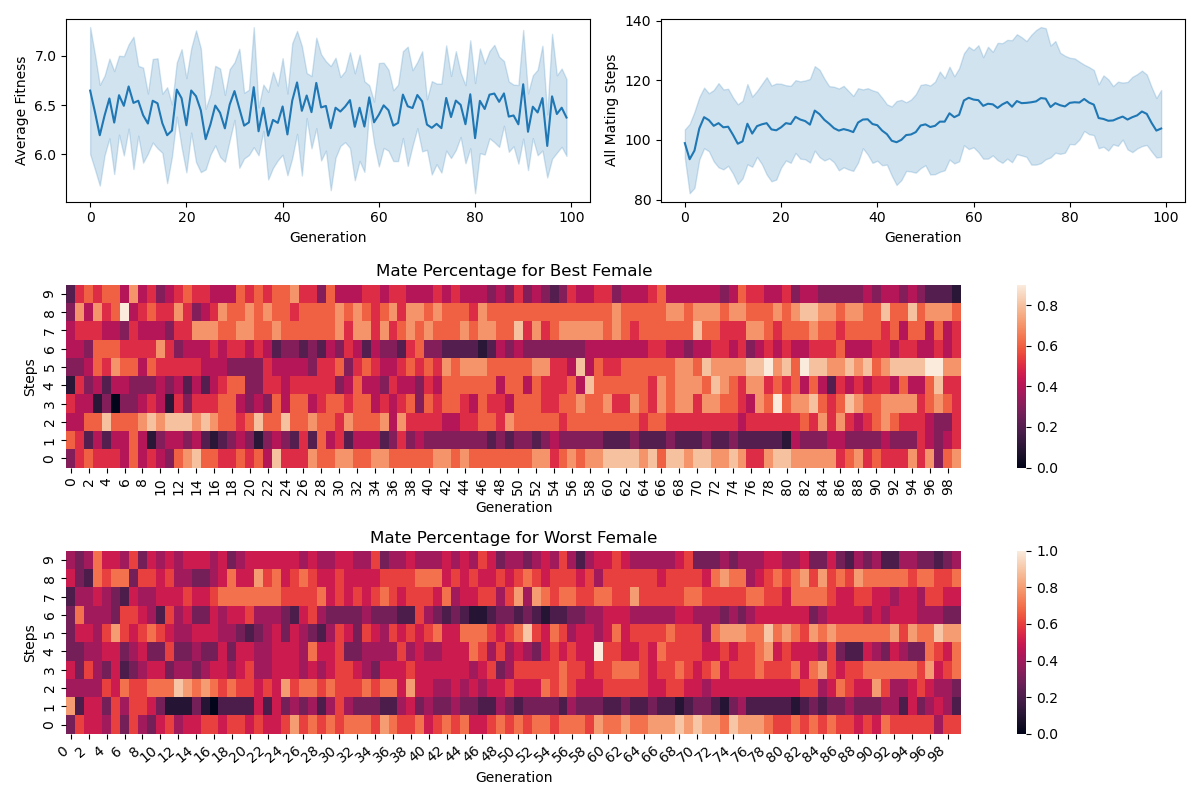 Average Fitness
7.0
6.5
6.0
0 20 40 60 80 100
Generation
All Mating Steps
140
120
100
80
0 20 40 60 80 100
Generation
Mate Percentage for Best Female
Steps
9
8
7
6
5
4
3
2
1
0
0 2 4 6 8 10 12 14 16 18 20 22 24 26 28 30 32 34 36 38 40 42 44 46 48 50 52 54 56 58 60 62 64 66 68 70 72 74 76 78 80 82 84 86 88 90 92 94 96 98
Generation
0.8
0.6
0.4
0.2
0.0
Mate Percentage for Worst Female
Steps
9
8
7
6
5
4
3
2
1
0
0 2 4 6 8 10 12 14 16 18 20 22 24 26 28 30 32 34 36 38 40 42 44 46 48 50 52 54 56 58 60 62 64 66 68 70 72 74 76 78 80 82 84 86 88 90 92 94 96 98
Generation
1.0
0.8
0.6
0.4
0.2
0.0